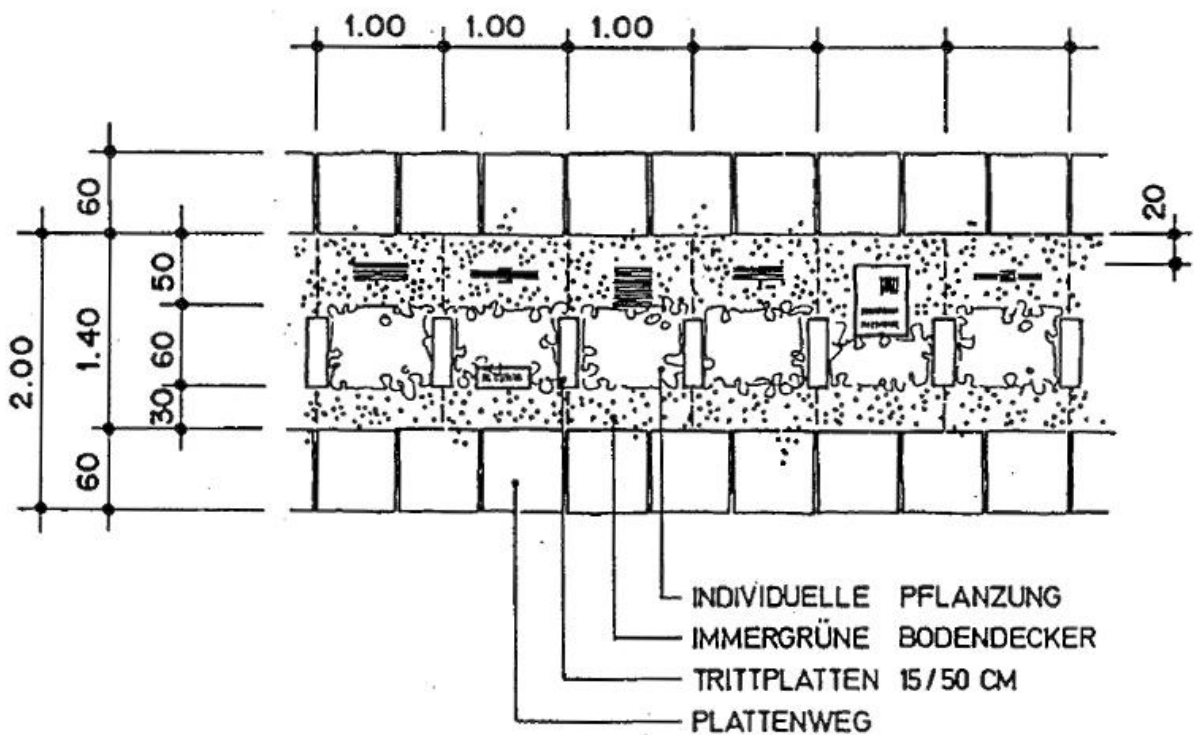 1.00 1.00 1.00
60
20
50
2.00
1.40
60
30
60
INDIVIDUELLE PFLANZUNG
IMMERGRÜNE BODENDECKER
TRITTPLATTEN 15/50 CM
PLATTENWEG